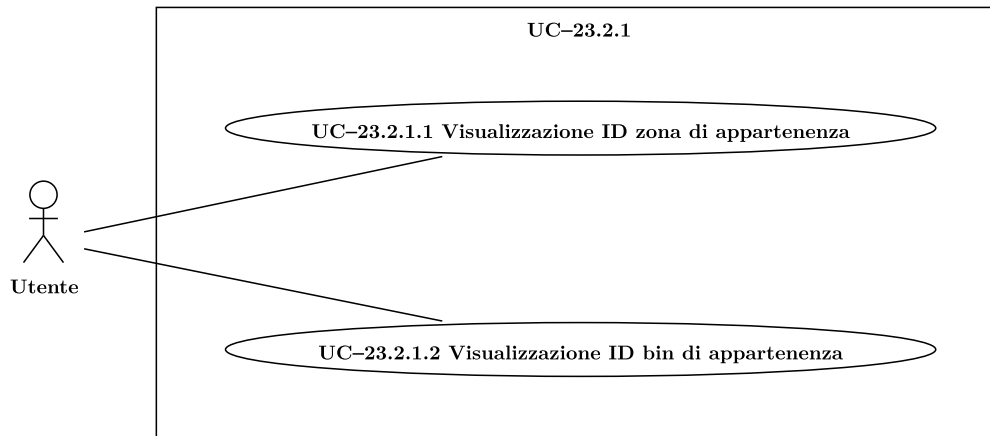 UC–23.2.1
UC–23.2.1.1 Visualizzazione ID zona di appartenenza
Utente
UC–23.2.1.2 Visualizzazione ID bin di appartenenza